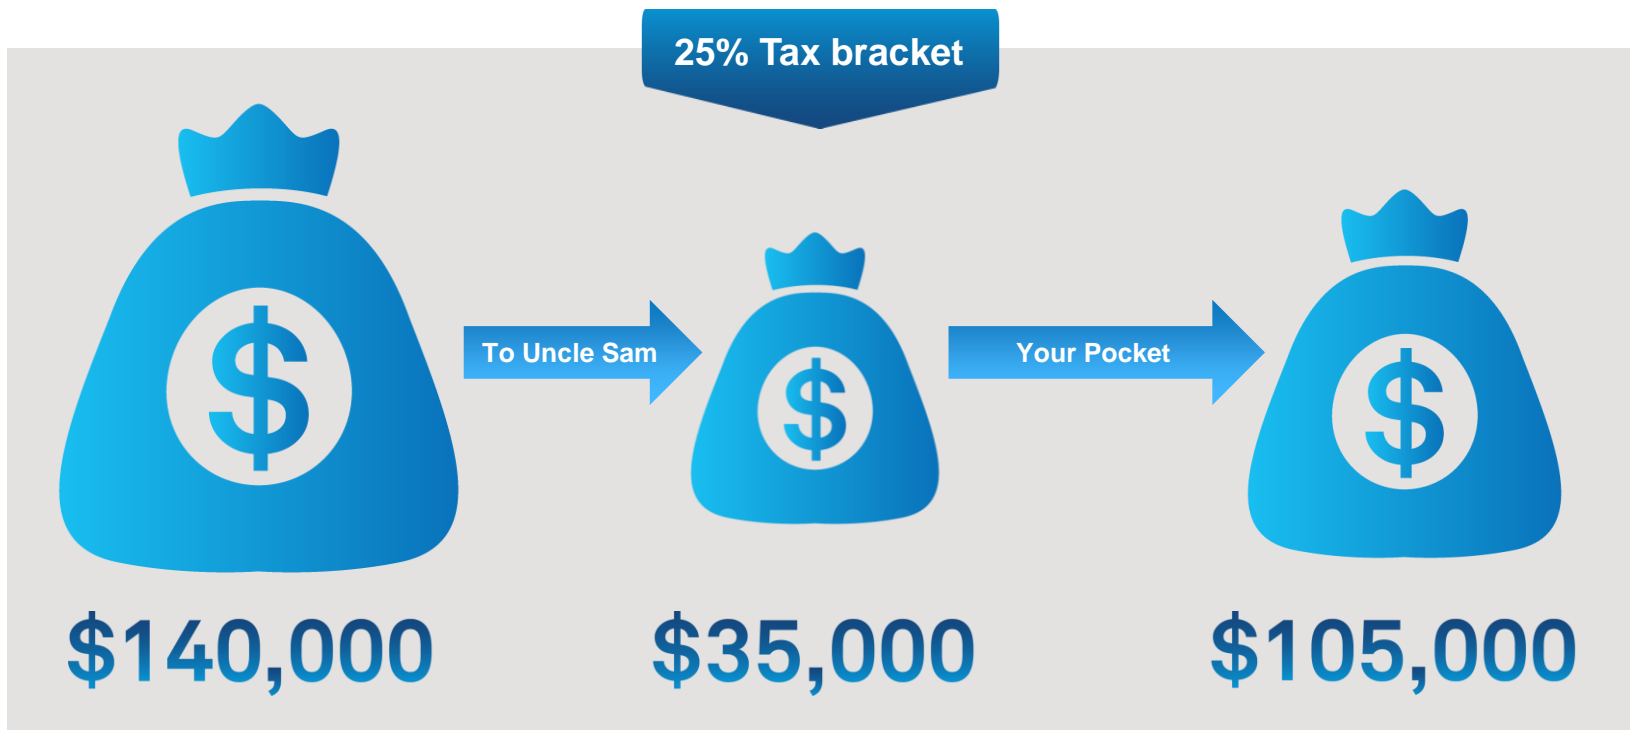 25% Tax bracket
To Uncle Sam
Your Pocket
$140,000
$35,000
$105,000